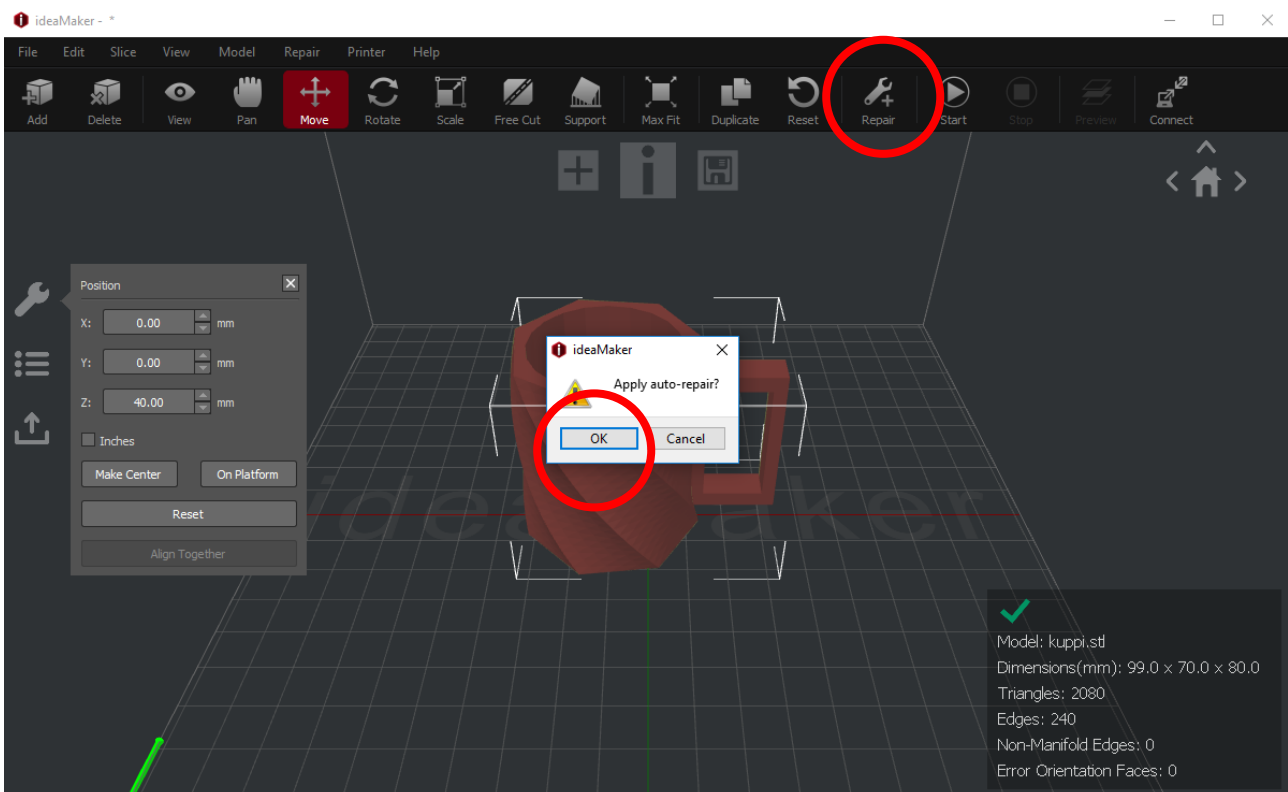 ideaMaker - *
File Edit Slice View Model Repair Printer Help
Add Delete View Pan Move Rotate Scale Free Cut Support Max Fit Duplicate Reset Repair Start Stop Preview Connect
Position
X: 0.00 mm
Y: 0.00 mm
Z: 40.00 mm
Inches
Make Center On Platform
Reset
Align Together
ideaMaker
Apply auto-repair?
OK Cancel
ideaMaker
Model: kuppi.stl
Dimensions(mm): 99.0 x 70.0 x 80.0
Triangles: 2080
Edges: 240
Non-Manifold Edges: 0
Error Orientation Faces: 0